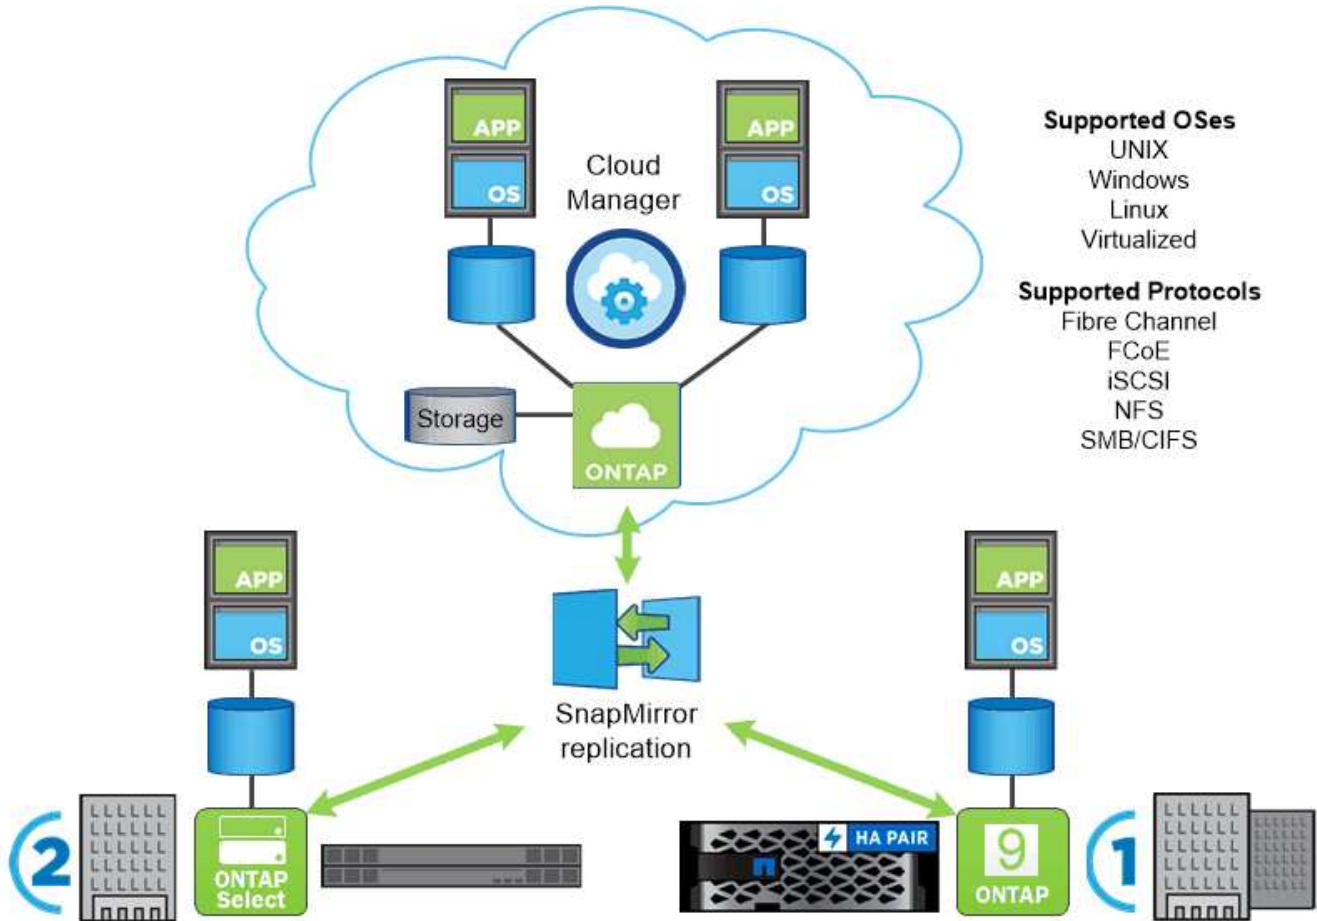 APP
OS
APP
OS
Cloud
Manager
Supported OSes
UNIX
Windows
Linux
Virtualized
Supported Protocols
Fibre Channel
FCoE
iSCSI
NFS
SMB/CIFS
Storage
ONTAP
APP
OS
APP
OS
SnapMirror
replication
2
ONTAP
Select
HA PAIR
9
ONTAP
1